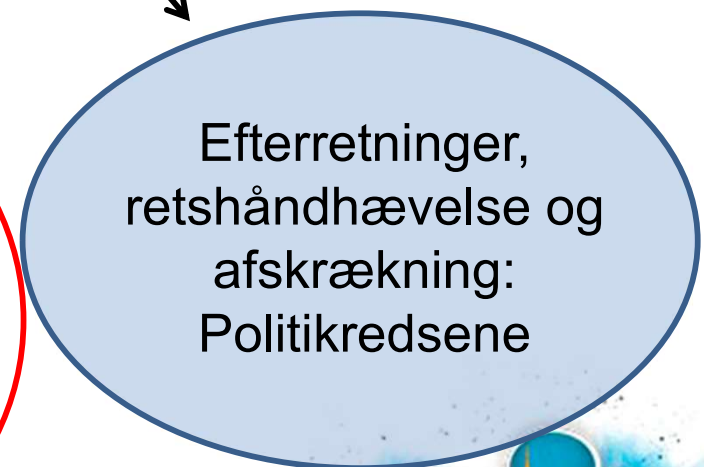 Efterretninger,
retshåndhævelse og
afskrækning:
Politikredsene